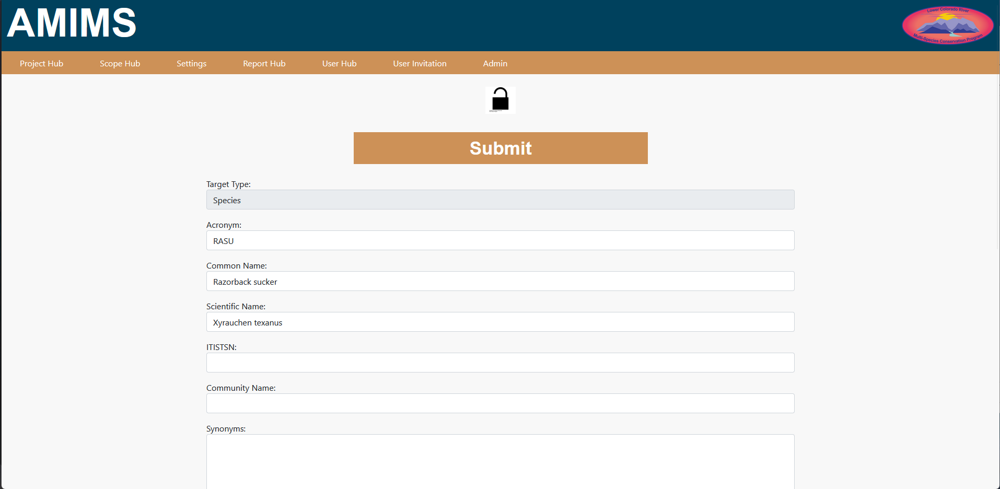 AMIMS
Lower Colorado River
Multi-Species Conservation Program
Project Hub
Scope Hub
Settings
Report Hub
User Hub
User Invitation
Admin
Submit
Target Type:
Species
Acronym:
RASU
Common Name:
Razorback sucker
Scientific Name:
Xyrauchen texanus
ITISTSN:
Community Name:
Synonyms: